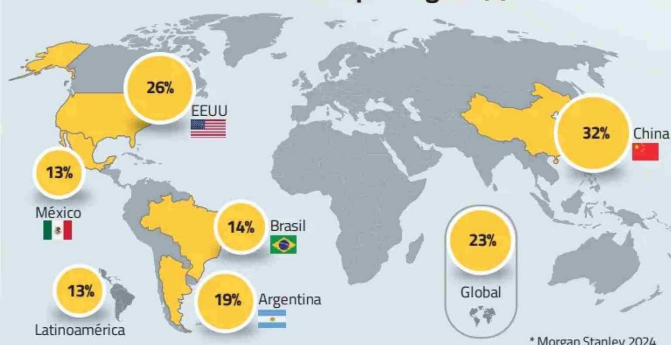 26%
EEUU
32%
China
13%
México
14%
Brasil
23%
Global
13%
Latinoamérica
19%
Argentina
* Morgan Stanley 2024